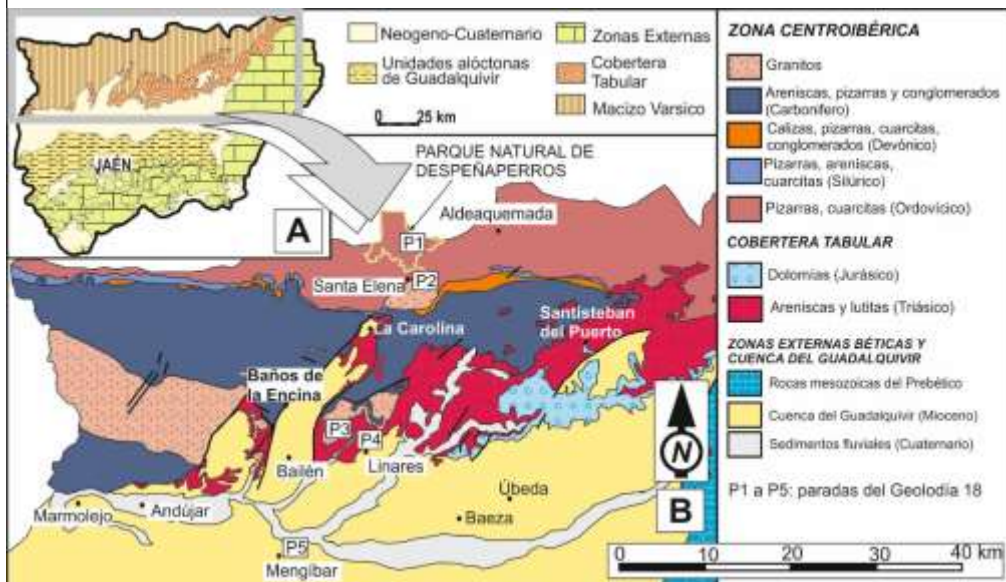 Neogeno-Cuaternario
Unidades alóctonas
de Guadalquivir
Zonas Externas
Cobertera
Tabular
Macizo Varsico
0 25 km
JAÉN
A
PARQUE NATURAL DE
DESPEÑAPERROS
Aldeaquemada
P1
P2
Santa Elena
La Carolina
Santisteban
del Puerto
Baños de
la Encina
P3
P4
Bailén
Linares
Úbeda
Baeza
Marmolejo
Andújar
P5
Mengibar
N
B
0 10 20 30 40 km
ZONA CENTROIBÉRICA
Granitos
Areniscas, pizarras y conglomerados
(Carbonífero)
Calizas, pizarras, cuarcitas,
conglomerados (Devónico)
Pizarras, areniscas,
cuarcitas (Silúrico)
Pizarras, cuarcitas (Ordovícico)
COBERTERA TABULAR
Dolomías (Jurásico)
Areniscas y lutitas (Triásico)
ZONAS EXTERNAS BÉTICAS Y
CUENCA DEL GUADALQUIVIR
Rocas mesozoicas del Prebético
Cuenca del Guadalquivir (Mioceno)
Sedimentos fluviales (Cuaternario)
P1 a P5: paradas del Geolodía 18